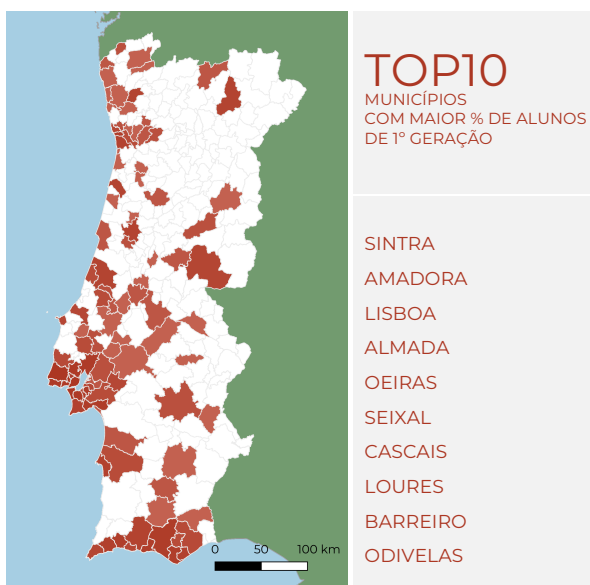 TOP10
MUNICÍPIOS
COM MAIOR % DE ALUNOS
DE 1º GERAÇÃO
SINTRA
AMADORA
LISBOA
ALMADA
OEIRAS
SEIXAL
CASCAIS
LOURES
BARREIRO
ODIVELAS
0 50 100 km